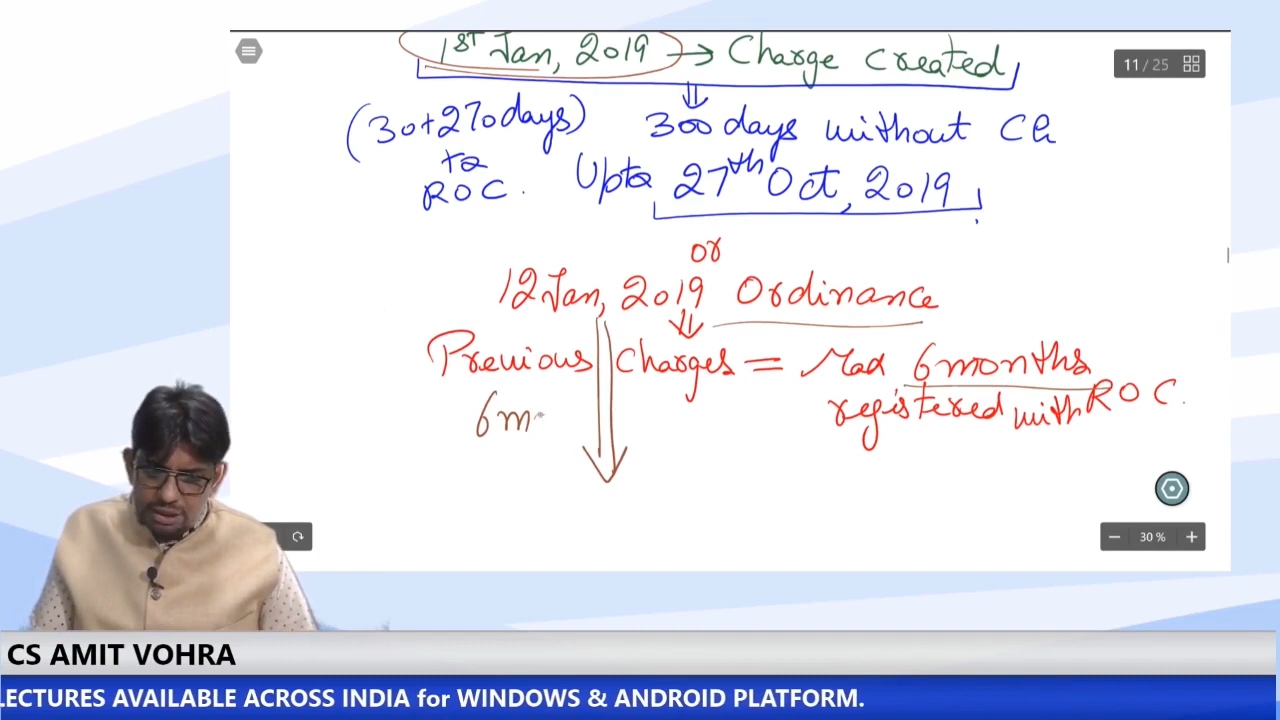 1ST Jan, 2019 → Charge created
11 / 25
(30+270 days) 300 days without CG
to ROC. Upto 27th Oct, 2019
or
12 Jan, 2019 Ordinance
Previous Charges = Max 6 months
registered with ROC.
6m
30 %
CS AMIT VOHRA
LECTURES AVAILABLE ACROSS INDIA for WINDOWS & ANDROID PLATFORM.